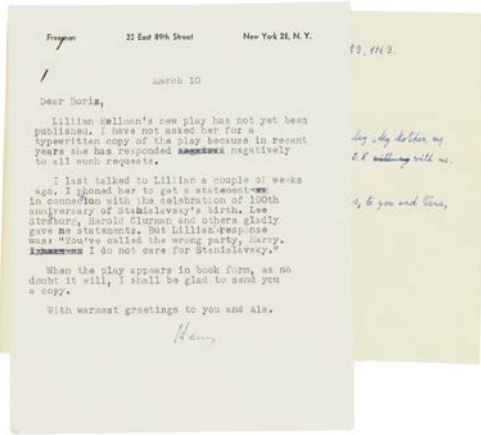 Freeman 22 East 89th Street New York 28, N. Y.
March 10
Dear Boris,
Lillian Hellman's new play has not yet been
published. I have not asked her for a
typewritten copy of the play because in recent
years she has responded negatively
to all such requests.
I last talked to Lillian a couple of weeks
ago. I phoned her to get a statement
in connection with the celebration of 100th
anniversary of Stanislavsky's birth. Lee
Strasburg, Harold Clurman and others gladly
gave me statements. But Lillian's response
was: "You've called the wrong party, Harry.
I do not care for Stanislavsky."
When the play appears in book form, as no
doubt it will, I shall be glad to send you
a copy.
With warmest greetings to you and Ala.
Harry
1963.
My Mother, my
O.K. with me.
to you and